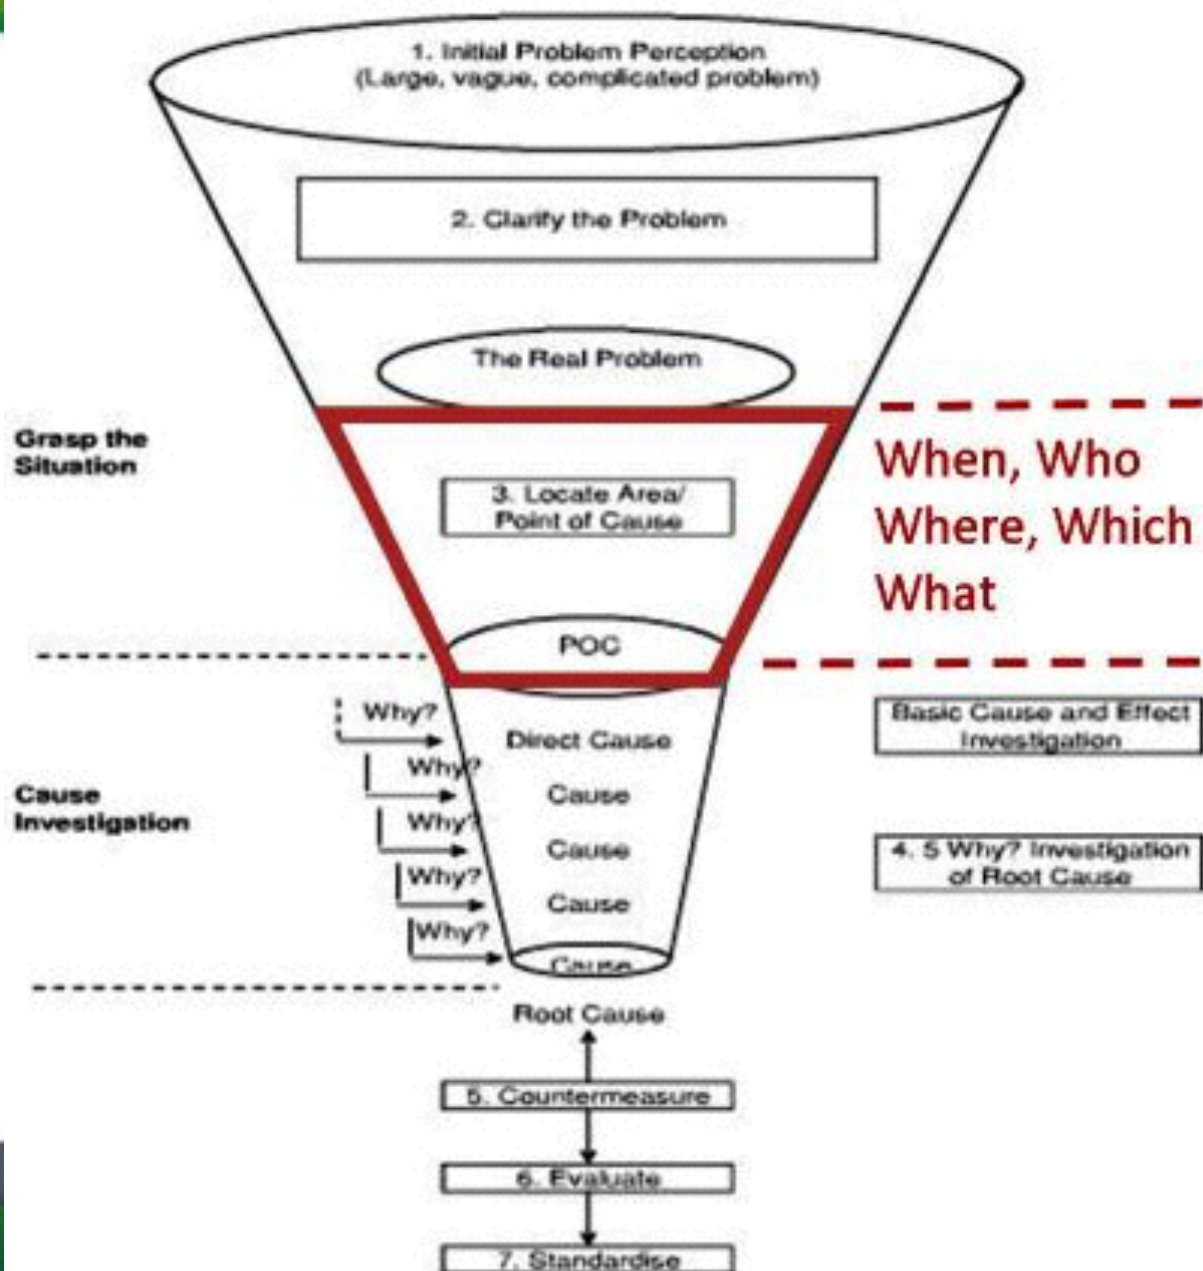 1. Initial Problem Perception
(Large, vague, complicated problem)
2. Clarify the Problem
The Real Problem
Grasp the
Situation
3. Locate Area/
Point of Cause
When, Who
Where, Which
What
POC
Why?
Direct Cause
Basic Cause and Effect
Investigation
Why?
Cause
Cause
Investigation
Why?
Cause
4. 5 Why? Investigation
of Root Cause
Why?
Cause
Why?
Cause
Root Cause
5. Countermeasure
6. Evaluate
7. Standardise